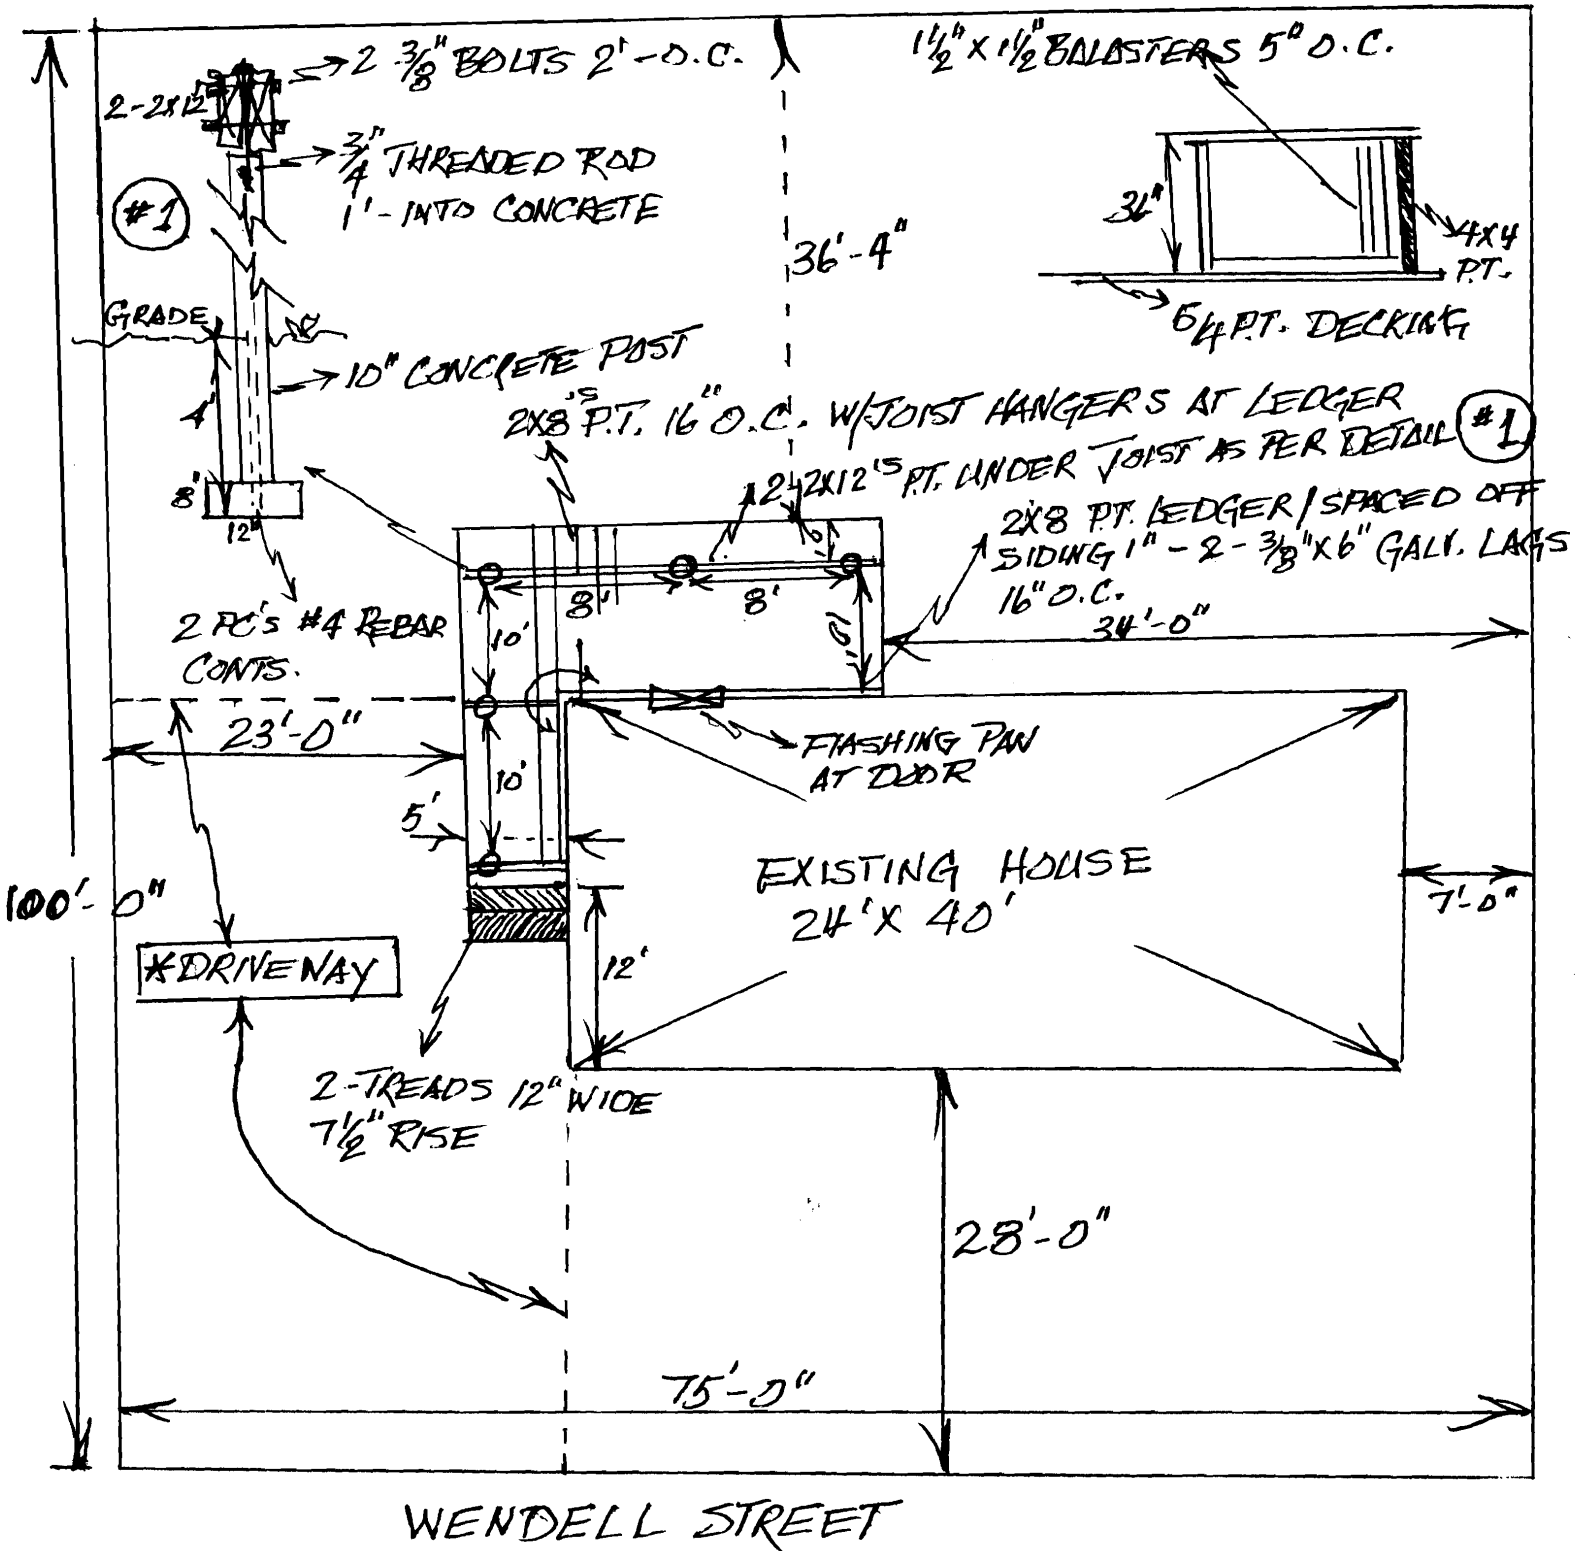 2 3/8" BOLTS 2'-O.C.
2-2X12
3/4" THREADED ROD
1'-INTO CONCRETE
#1
GRADE
10" CONCRETE POST
4'
8"
12"
2 PC'S #4 REBAR
CONTS.
1 1/2" X 1 1/2" BALASTERS 5" O.C.
36"
4X4
P.T.
5/4 P.T. DECKING
36'-4"
2X8'S P.T. 16" O.C. W/JOIST HANGERS AT LEDGER
2-2X12'S P.T. UNDER JOIST AS PER DETAIL #1
2X8 P.T. LEDGER/SPACED OFF
SIDING 1" - 2 - 3/8" X 6" GALV. LAGS
16" O.C.
34'-0"
8'
8'
10'
10'
10'
23'-0"
5'
FLASHING PAN
AT DOOR
EXISTING HOUSE
24' X 40'
7'-0"
100'-0"
*DRIVEWAY
12'
2-TREADS 12" WIDE
7 1/2" RISE
28'-0"
75'-0"
WENDELL STREET